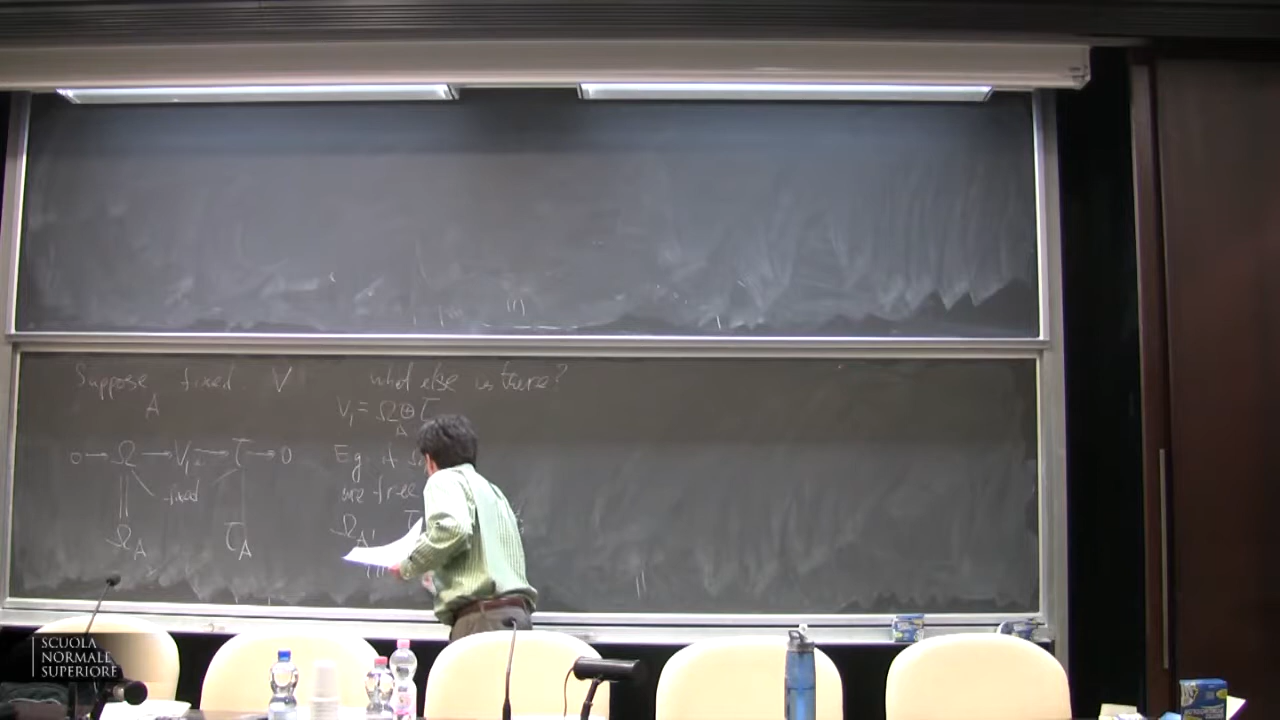 Suppose fixed V
A
0 → Ω → V₁ → T → 0
fixed
Ω_A T_A
what else is there?
V₁ = Ω ⊕ T
A
Eg. if Ω
are free
Ω_A
SCUOLA
NORMALE
SUPERIORE